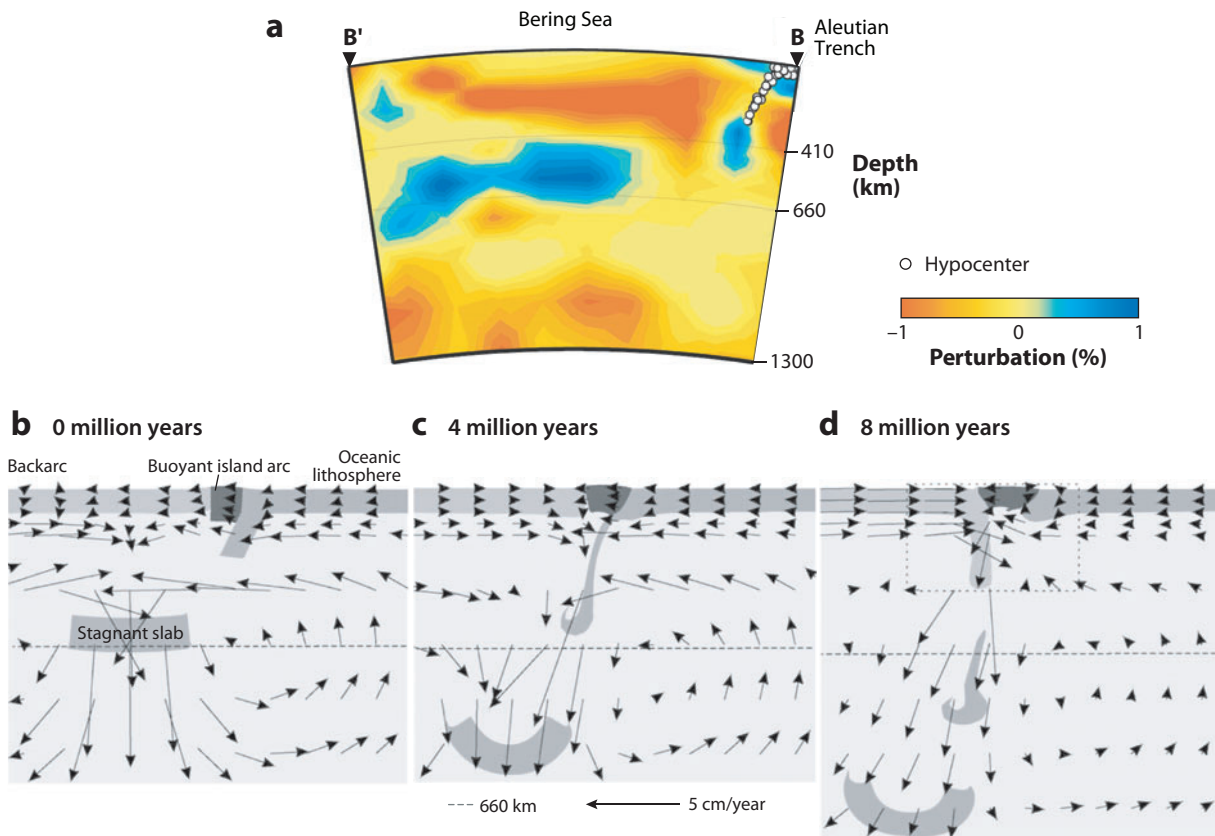 a
Bering Sea
B'
B
Aleutian
Trench
410
Depth
(km)
660
1300
Hypocenter
−1
0
1
Perturbation (%)
b 0 million years
Backarc
Buoyant island arc
Oceanic
lithosphere
Stagnant slab
c 4 million years
d 8 million years
660 km
5 cm/year